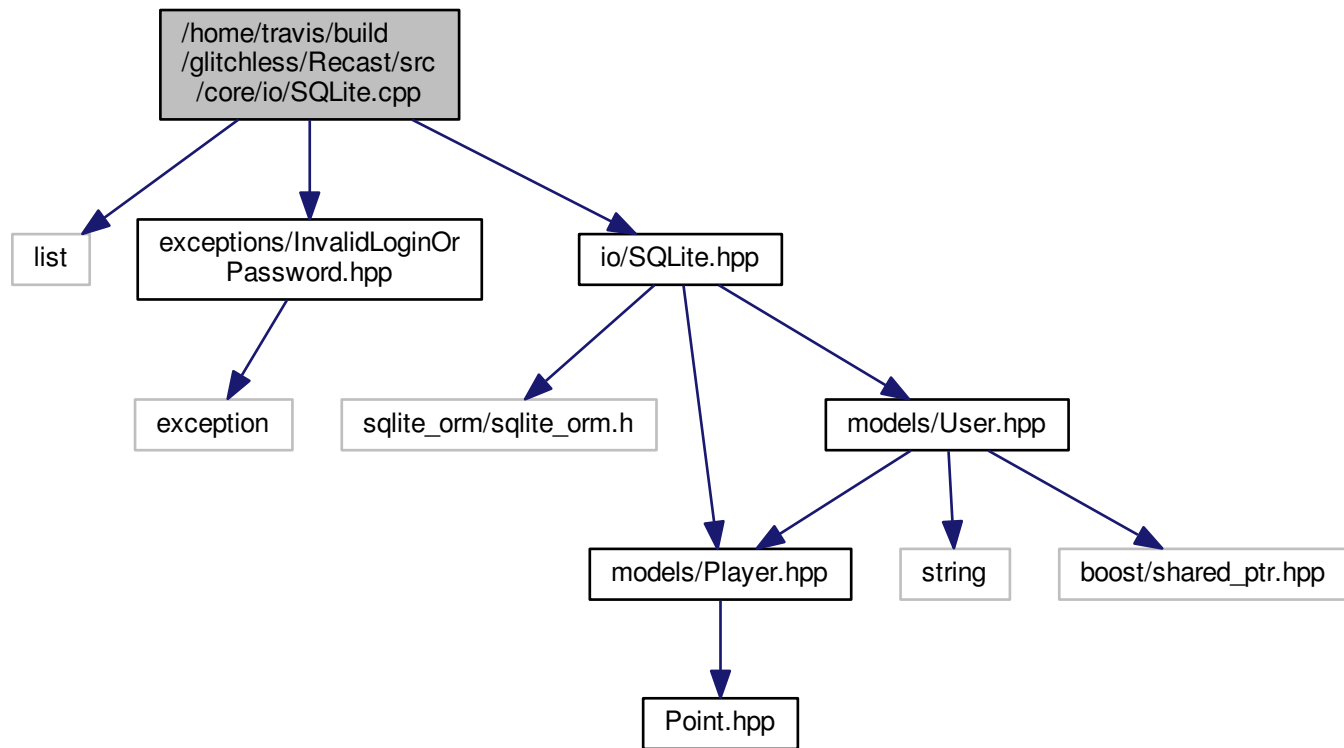 /home/travis/build
/glitchless/Recast/src
/core/io/SQLite.cpp
list
exceptions/InvalidLoginOr
Password.hpp
io/SQLite.hpp
exception
sqlite_orm/sqlite_orm.h
models/User.hpp
models/Player.hpp
string
boost/shared_ptr.hpp
Point.hpp